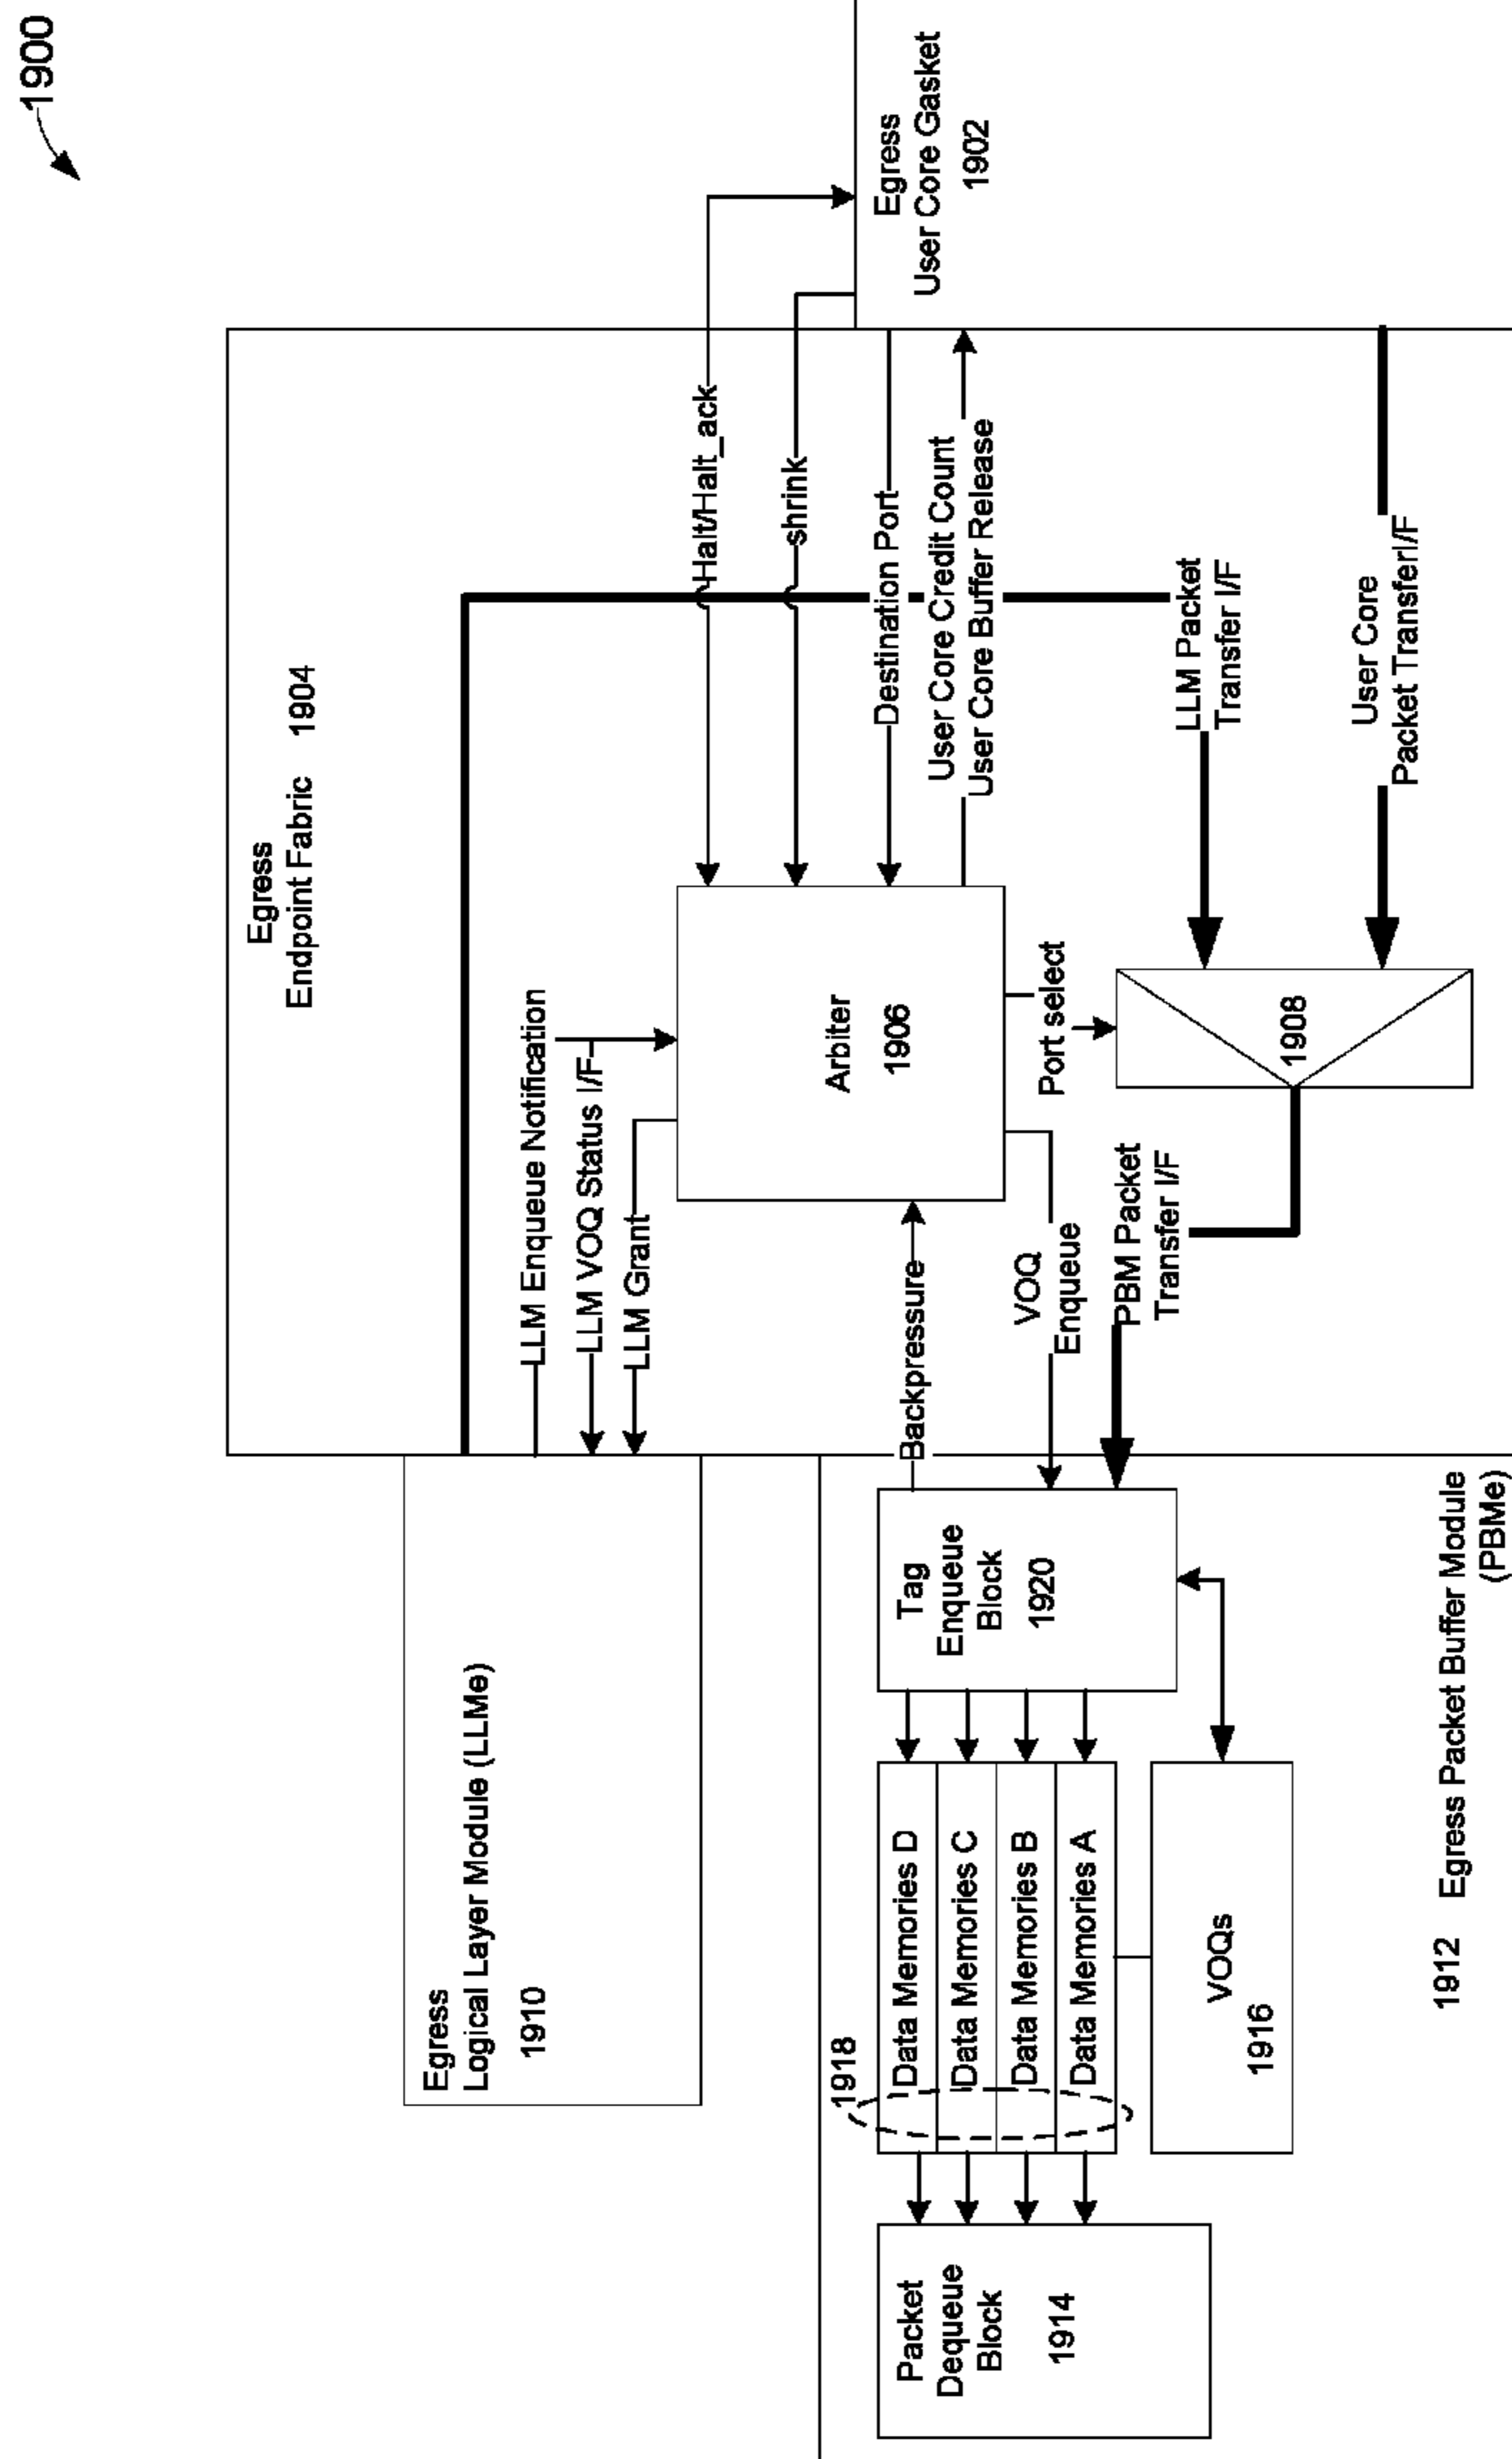 1900
Egress
Endpoint Fabric 1904
Egress
User Core Gasket
1902
Egress
Logical Layer Module (LLMe)
1910
LLM Enqueue Notification
LLM VOQ Status I/F
LLM Grant
Halt/Halt_ack
shrink
Destination Port
User Core Credit Count
User Core Buffer Release
Arbiter
1906
Backpressure
VOQ
Enqueue
Port select
LLM Packet
Transfer I/F
User Core
Packet TransferI/F
1908
PBM Packet
Transfer I/F
1918
Packet
Dequeue
Block
1914
Data Memories D
Data Memories C
Data Memories B
Data Memories A
Tag
Enqueue
Block
1920
VOQs
1916
1912 Egress Packet Buffer Module
(PBMe)